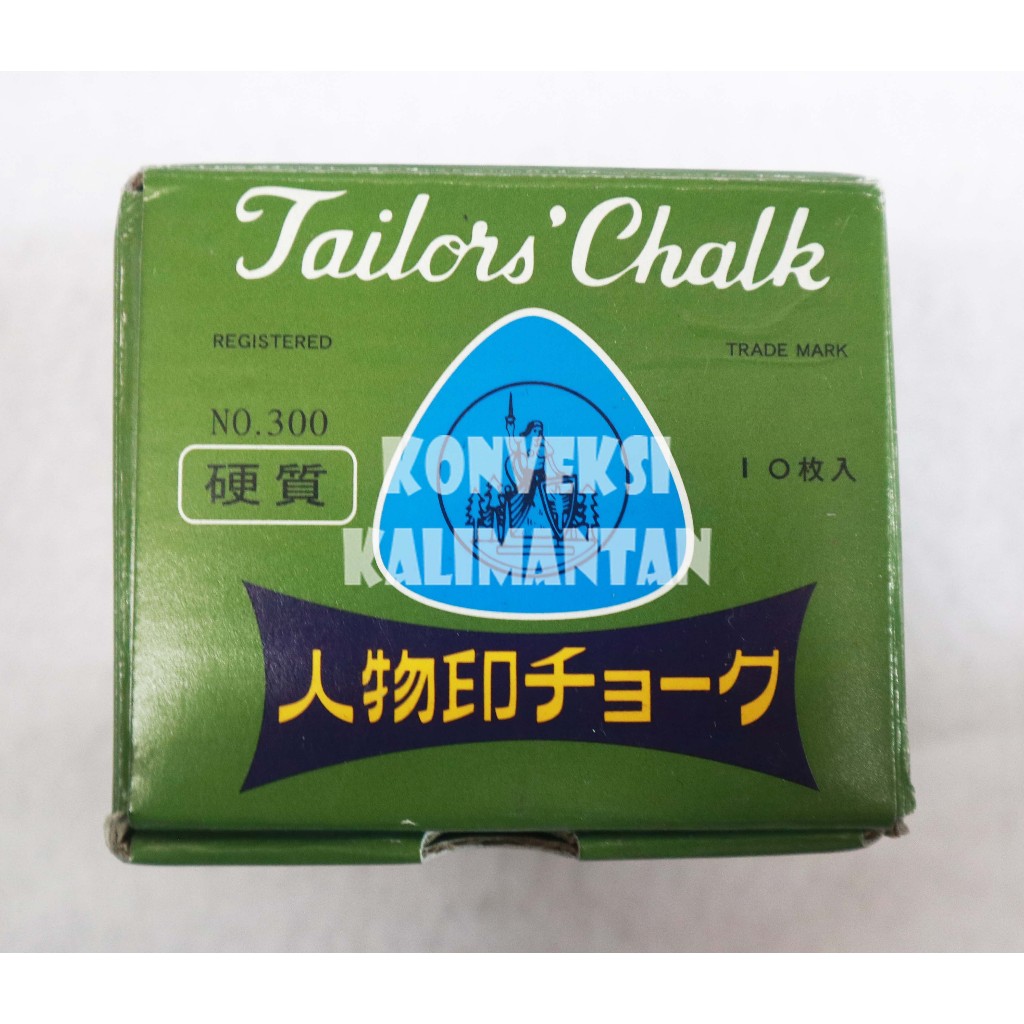 Tailors' Chalk
REGISTERED
TRADE MARK
NO.300
硬質
10枚入
KONVEKSI
KALIMANTAN
人物印チョーク